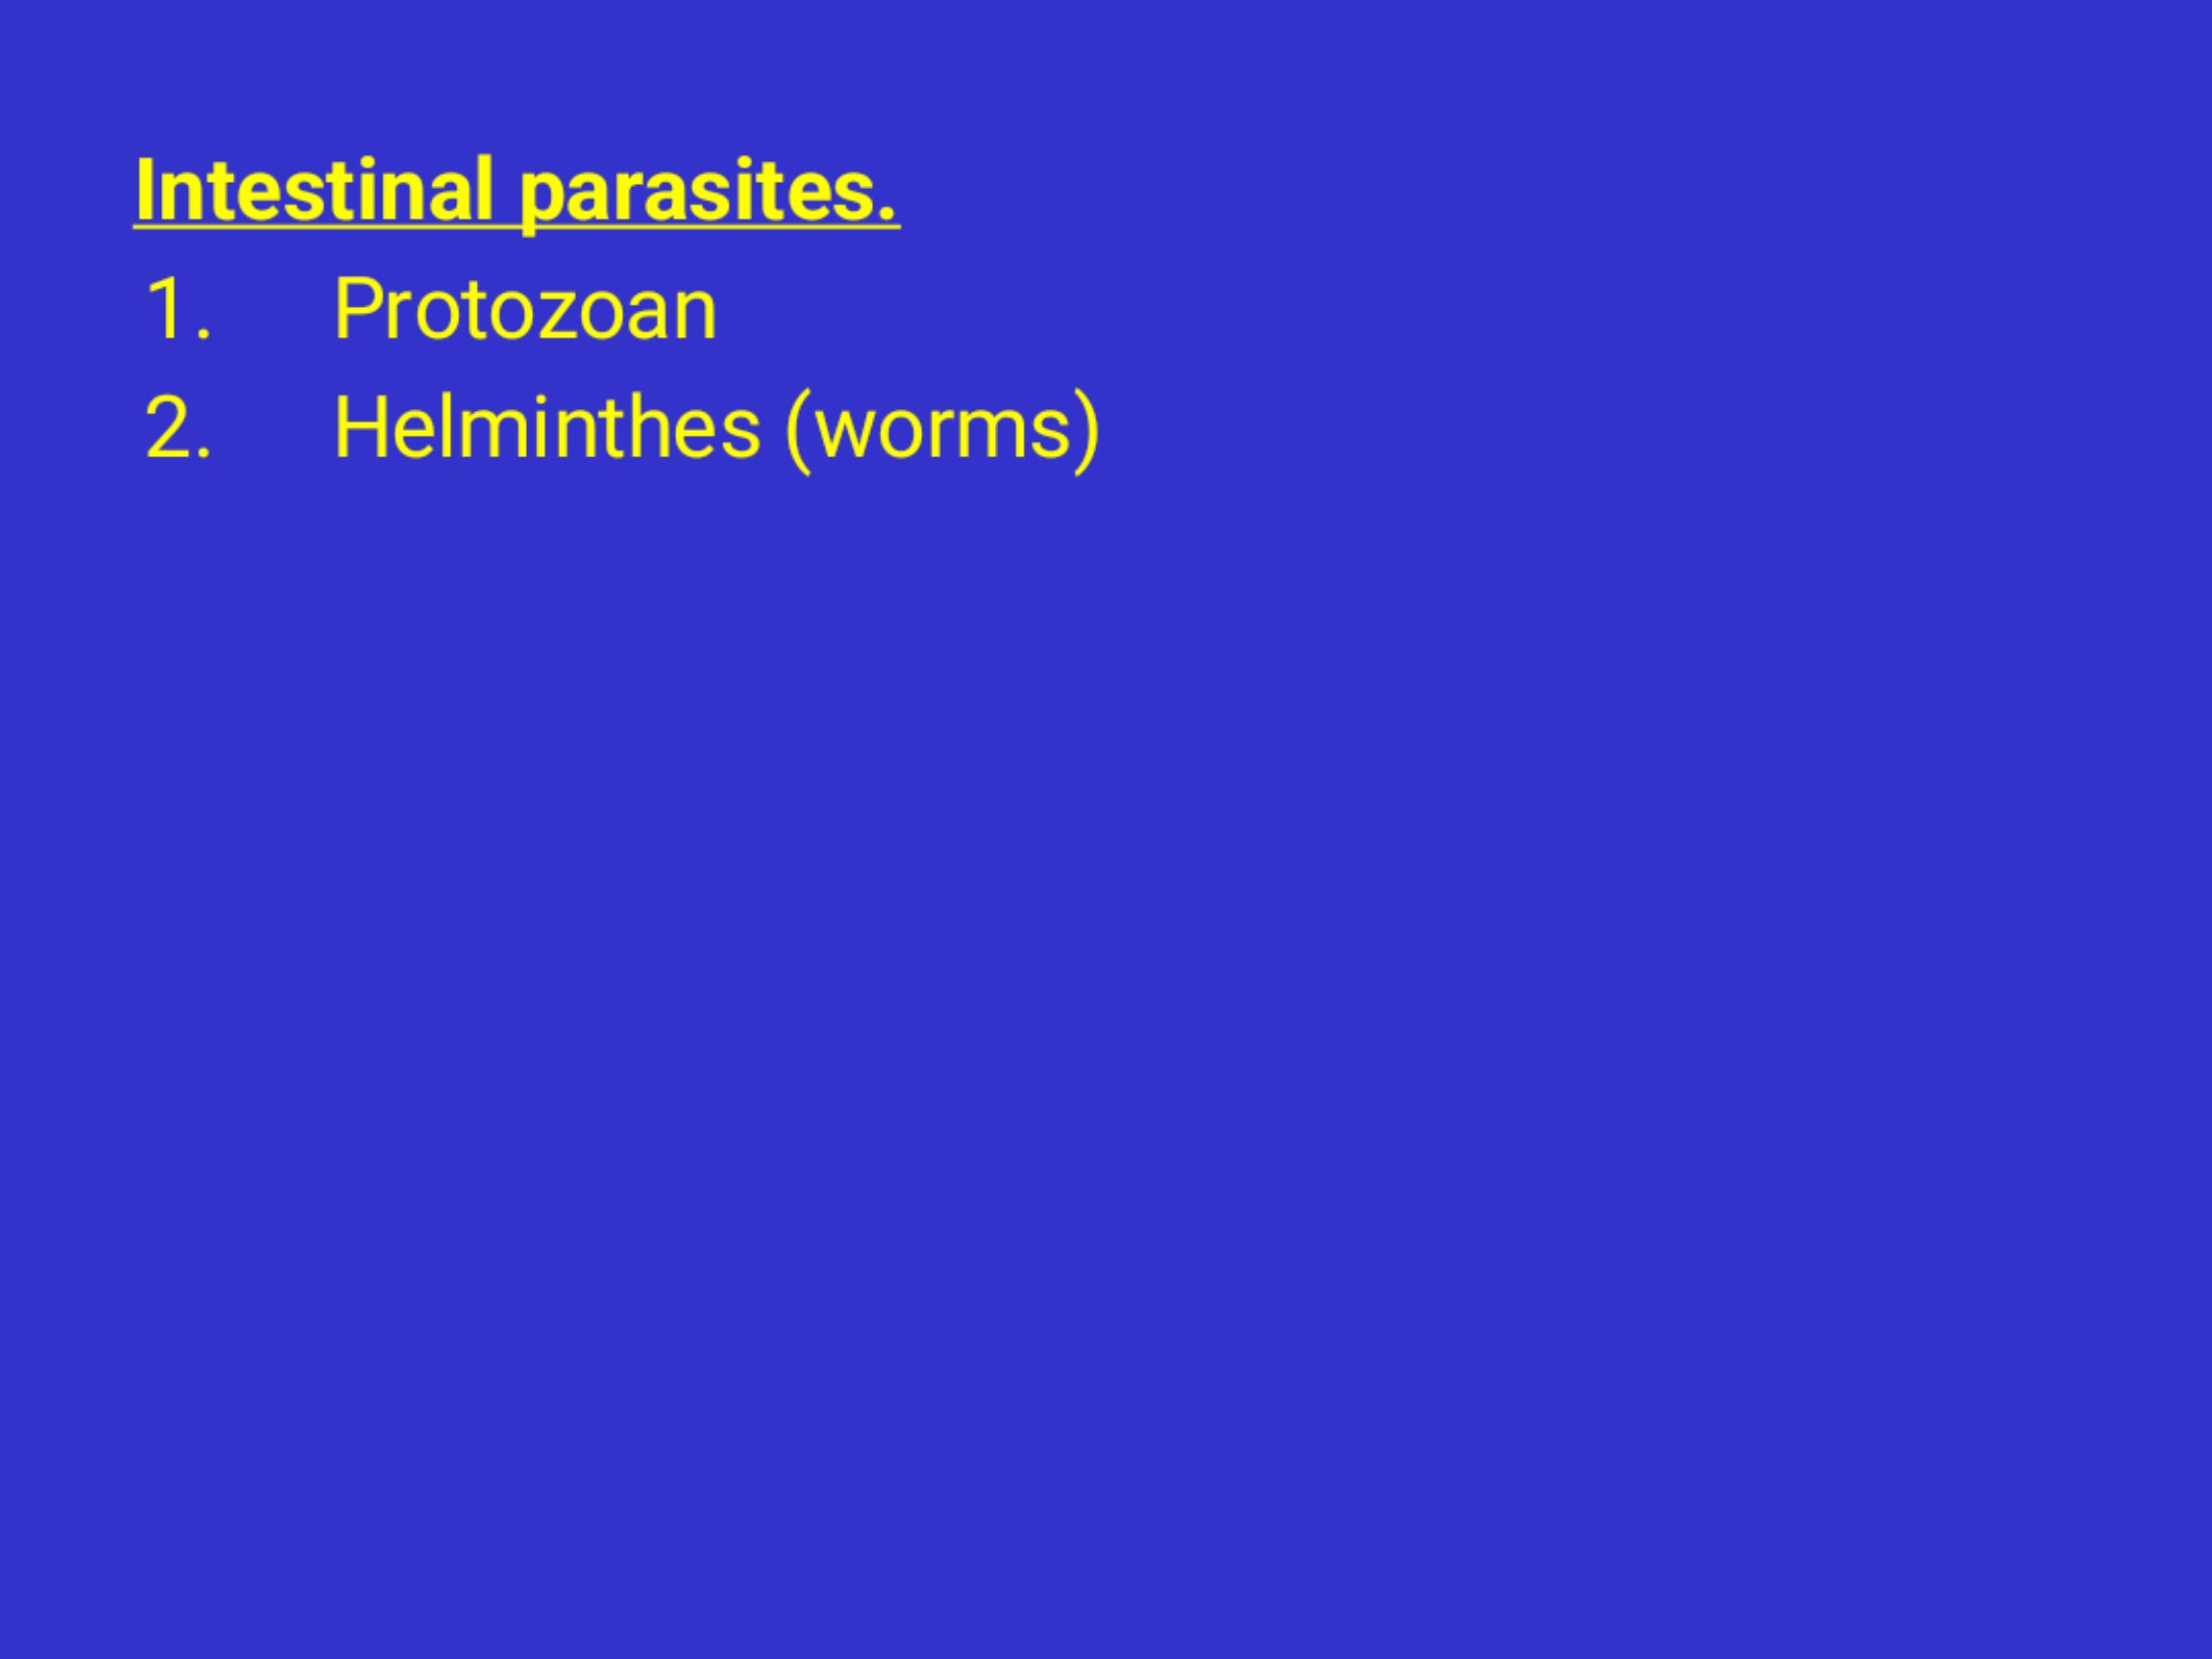 Intestinal parasites.
1. Protozoan
2. Helminthes (worms)